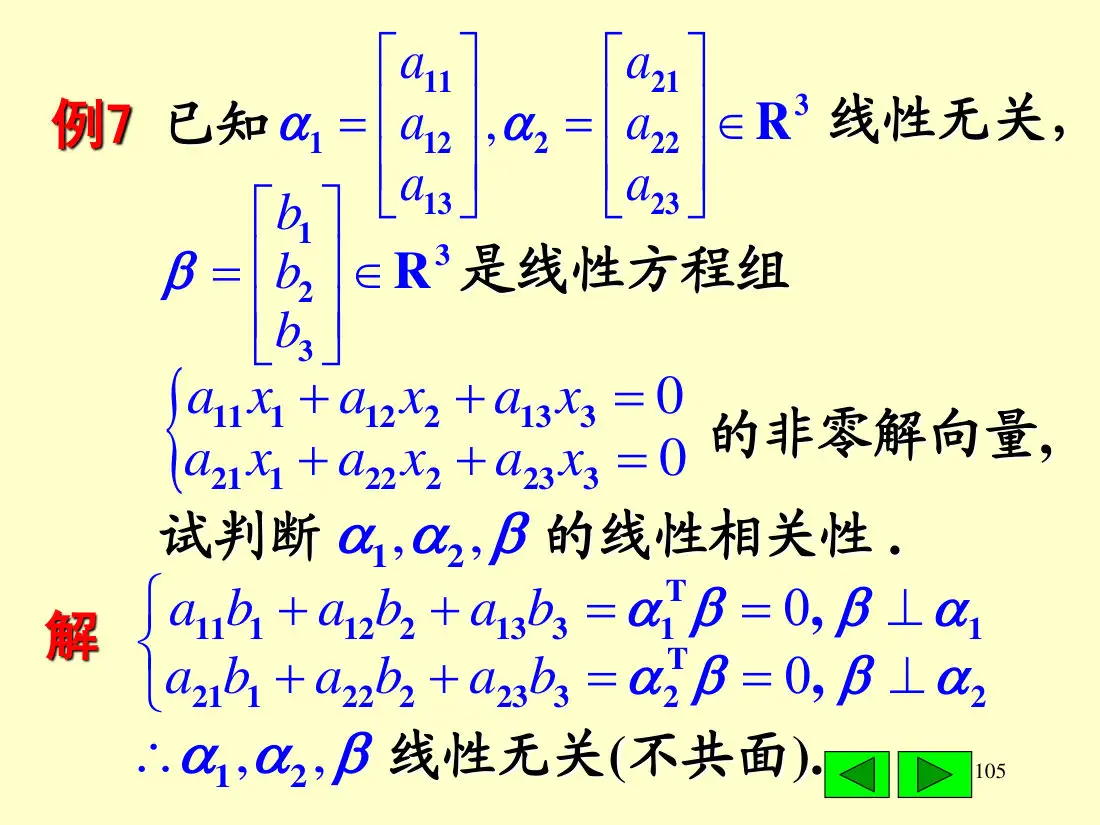 例7 已知 α₁ = [a₁₁ a₁₂ a₁₃], α₂ = [a₂₁ a₂₂ a₂₃] ∈ R³ 线性无关,
β = [b₁ b₂ b₃] ∈ R³ 是线性方程组
{ a₁₁x₁ + a₁₂x₂ + a₁₃x₃ = 0
a₂₁x₁ + a₂₂x₂ + a₂₃x₃ = 0 的非零解向量,
试判断 α₁, α₂, β 的线性相关性 .
解 { a₁₁b₁ + a₁₂b₂ + a₁₃b₃ = α₁ᵀβ = 0, β ⊥ α₁
a₂₁b₁ + a₂₂b₂ + a₂₃b₃ = α₂ᵀβ = 0, β ⊥ α₂
∴ α₁, α₂, β 线性无关(不共面).
105